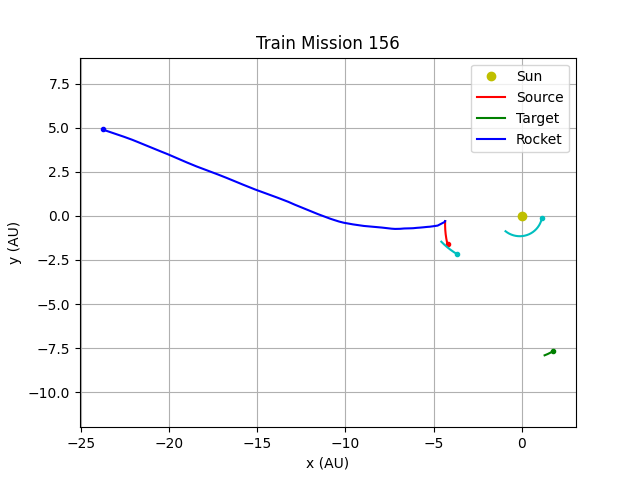 Train Mission 156
Sun
Source
Target
Rocket
7.5
5.0
2.5
0.0
−2.5
−5.0
−7.5
−10.0
y (AU)
−25 −20 −15 −10 −5 0
x (AU)